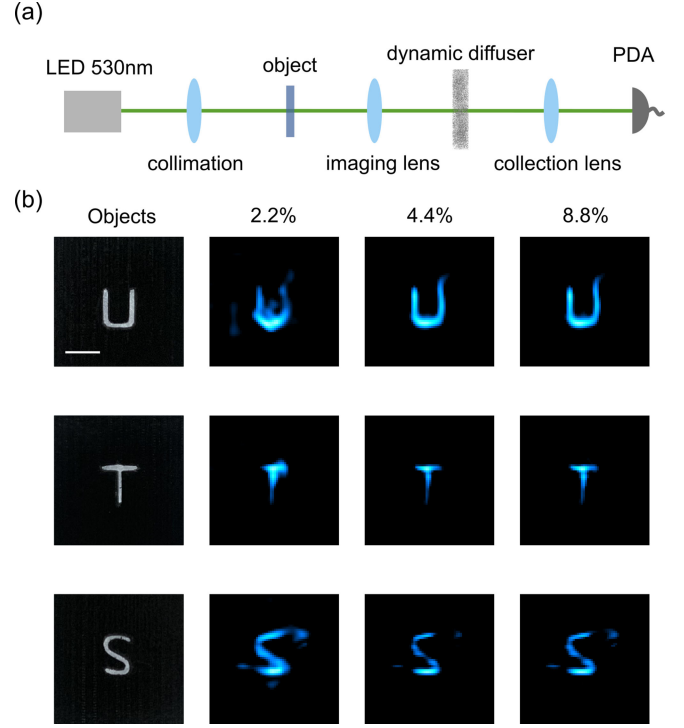 (a)
LED 530nm
object
dynamic diffuser
PDA
collimation
imaging lens
collection lens
(b)
Objects 2.2% 4.4% 8.8%
U U U U
T T T T
S S S S